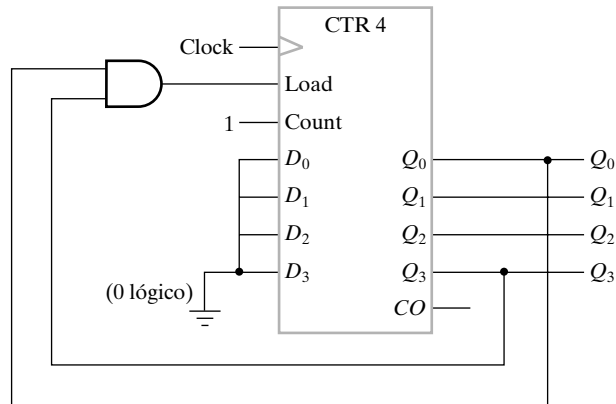 CTR 4
Clock
Load
1 Count
D0 Q0 Q0
D1 Q1 Q1
D2 Q2 Q2
D3 Q3 Q3
(0 lógico)
CO